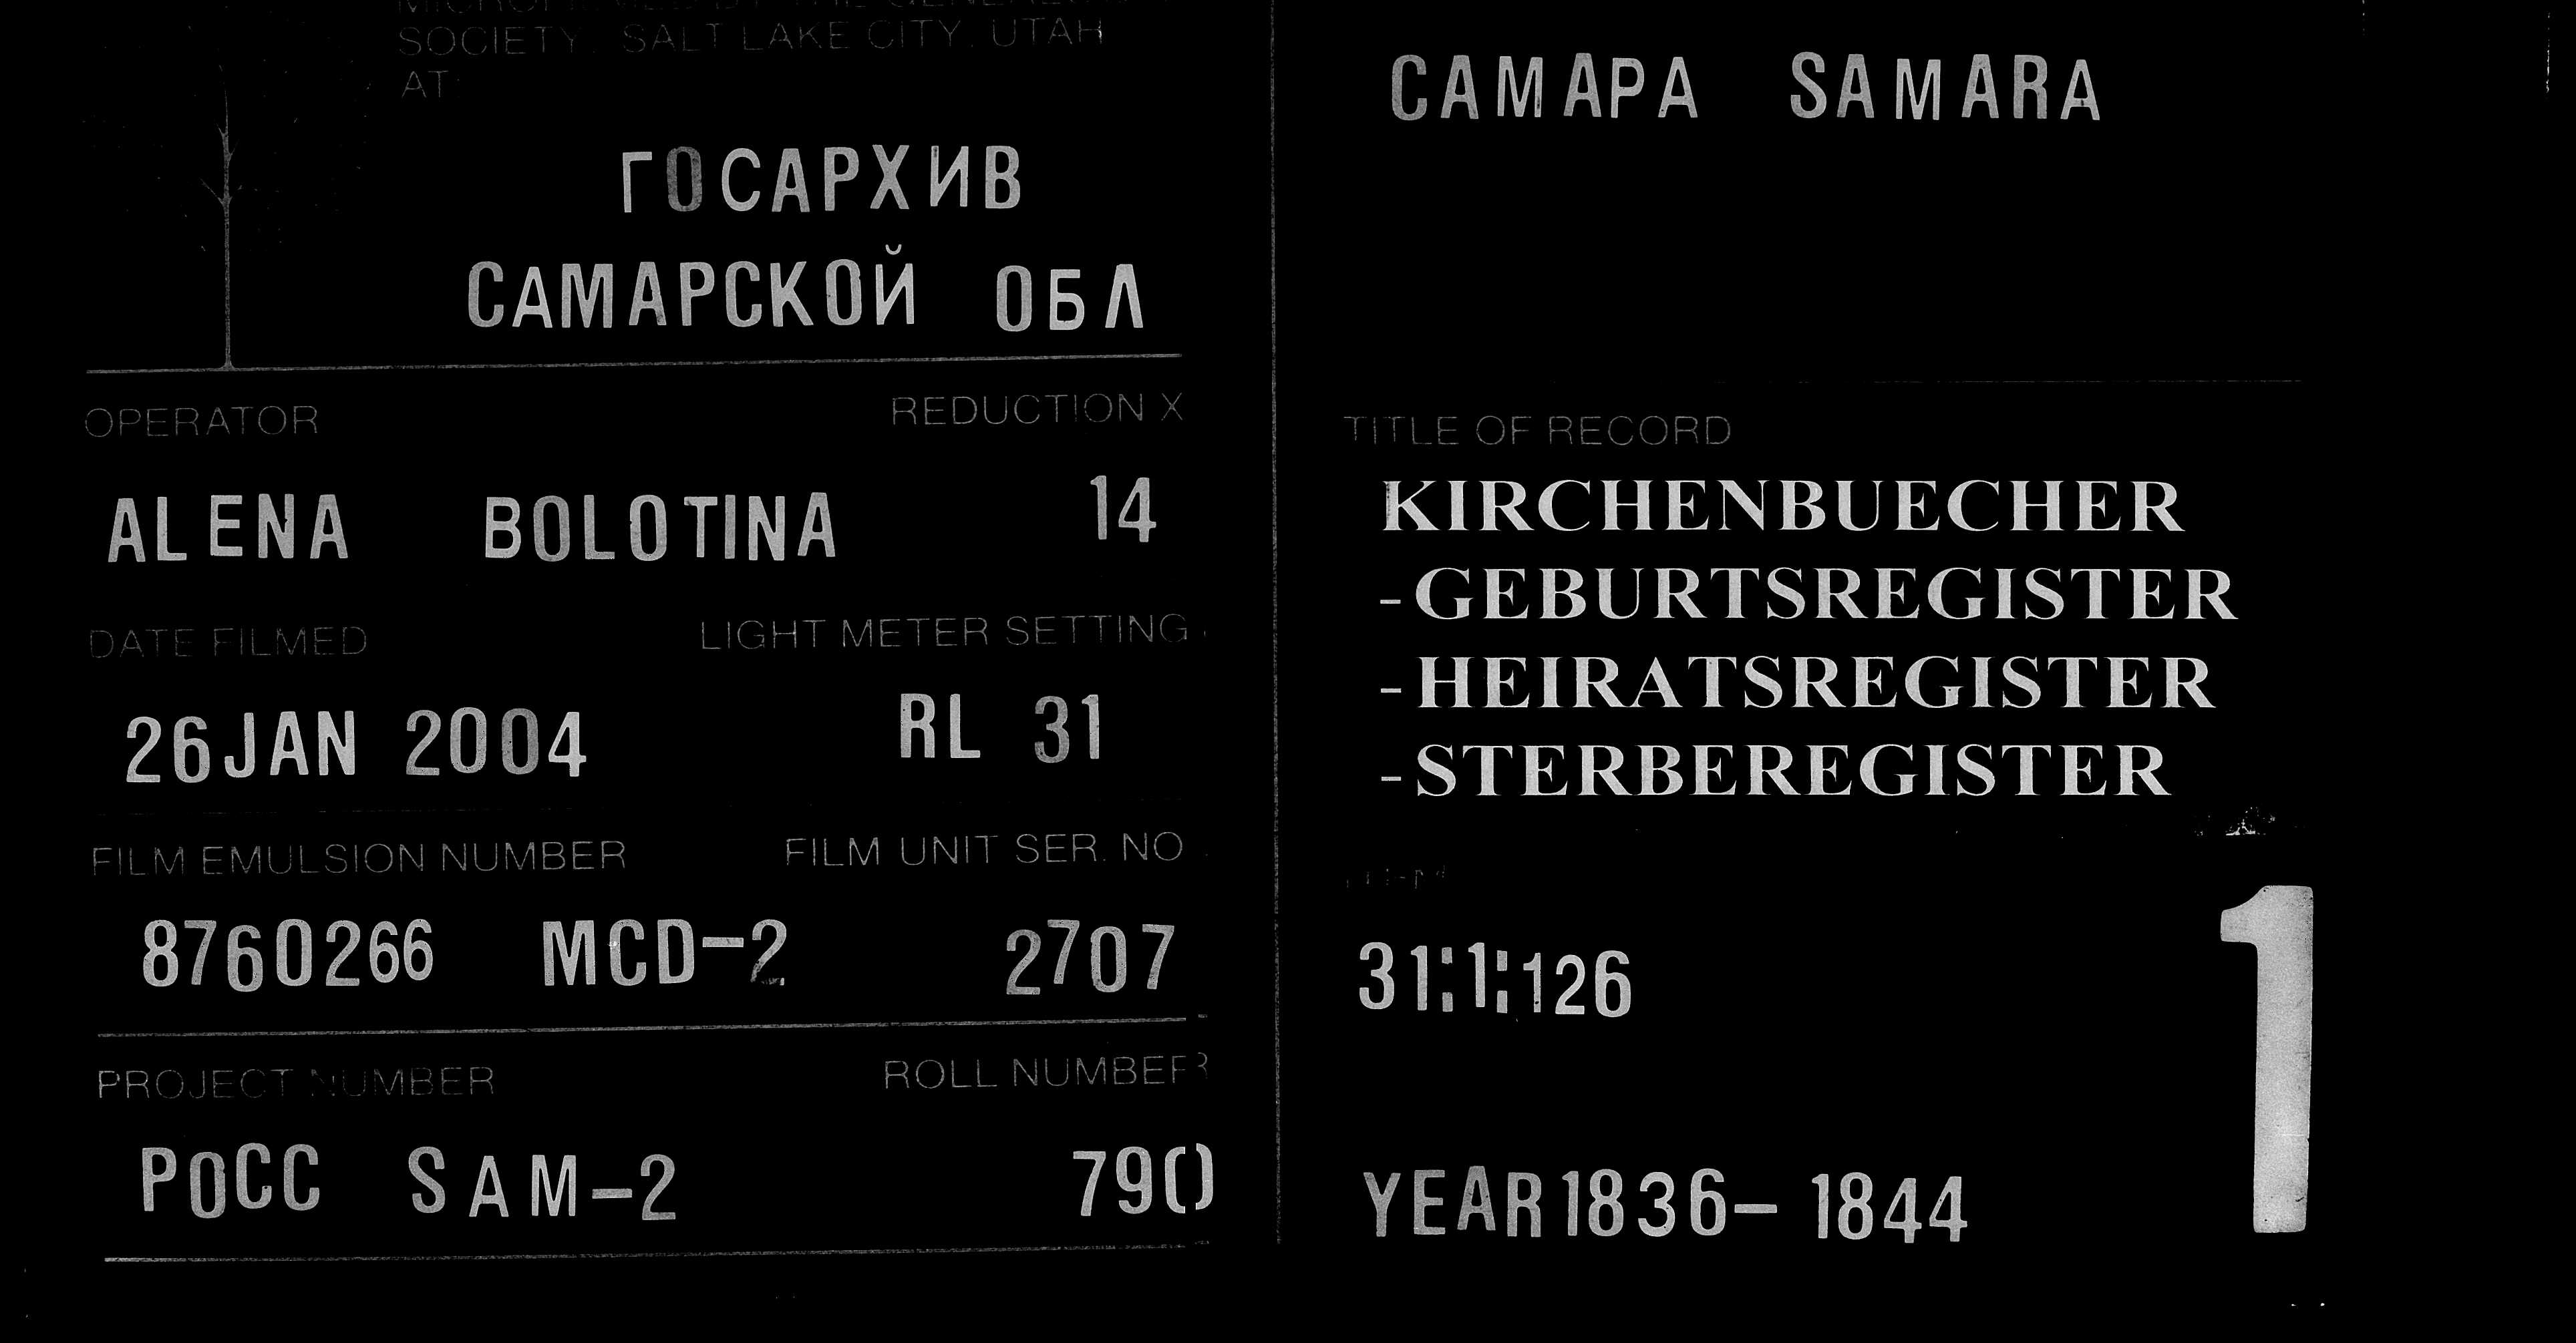 SOCIETY, SALT LAKE CITY, UTAH
AT
ГОСАРХИВ
САМАРСКОЙ ОБЛ
OPERATOR REDUCTION X
ALENA BOLOTINA 14
DATE FILMED LIGHT METER SETTING
26 JAN 2004 RL 31
FILM EMULSION NUMBER FILM UNIT SER. NO
8760266 MCD-2 2707
PROJECT NUMBER ROLL NUMBER
РОСС SAM-2 790
САМАРА SAMARA
TITLE OF RECORD
KIRCHENBUECHER
-GEBURTSREGISTER
-HEIRATSREGISTER
-STERBEREGISTER
31:1:126
1
YEAR 1836-1844